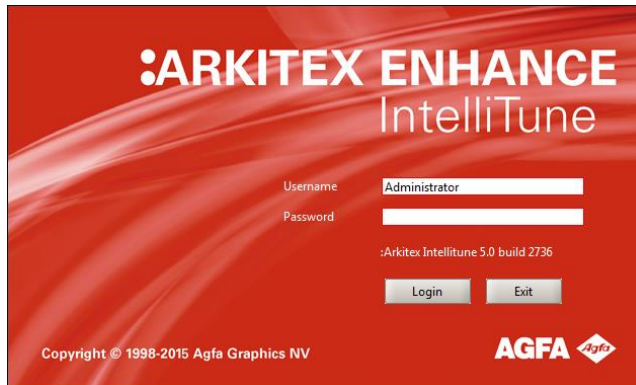 :ARKITEX ENHANCE
IntelliTune
Username Administrator
Password
:Arkitex Intellitune 5.0 build 2736
Login Exit
Copyright © 1998-2015 Agfa Graphics NV
AGFA Agfa